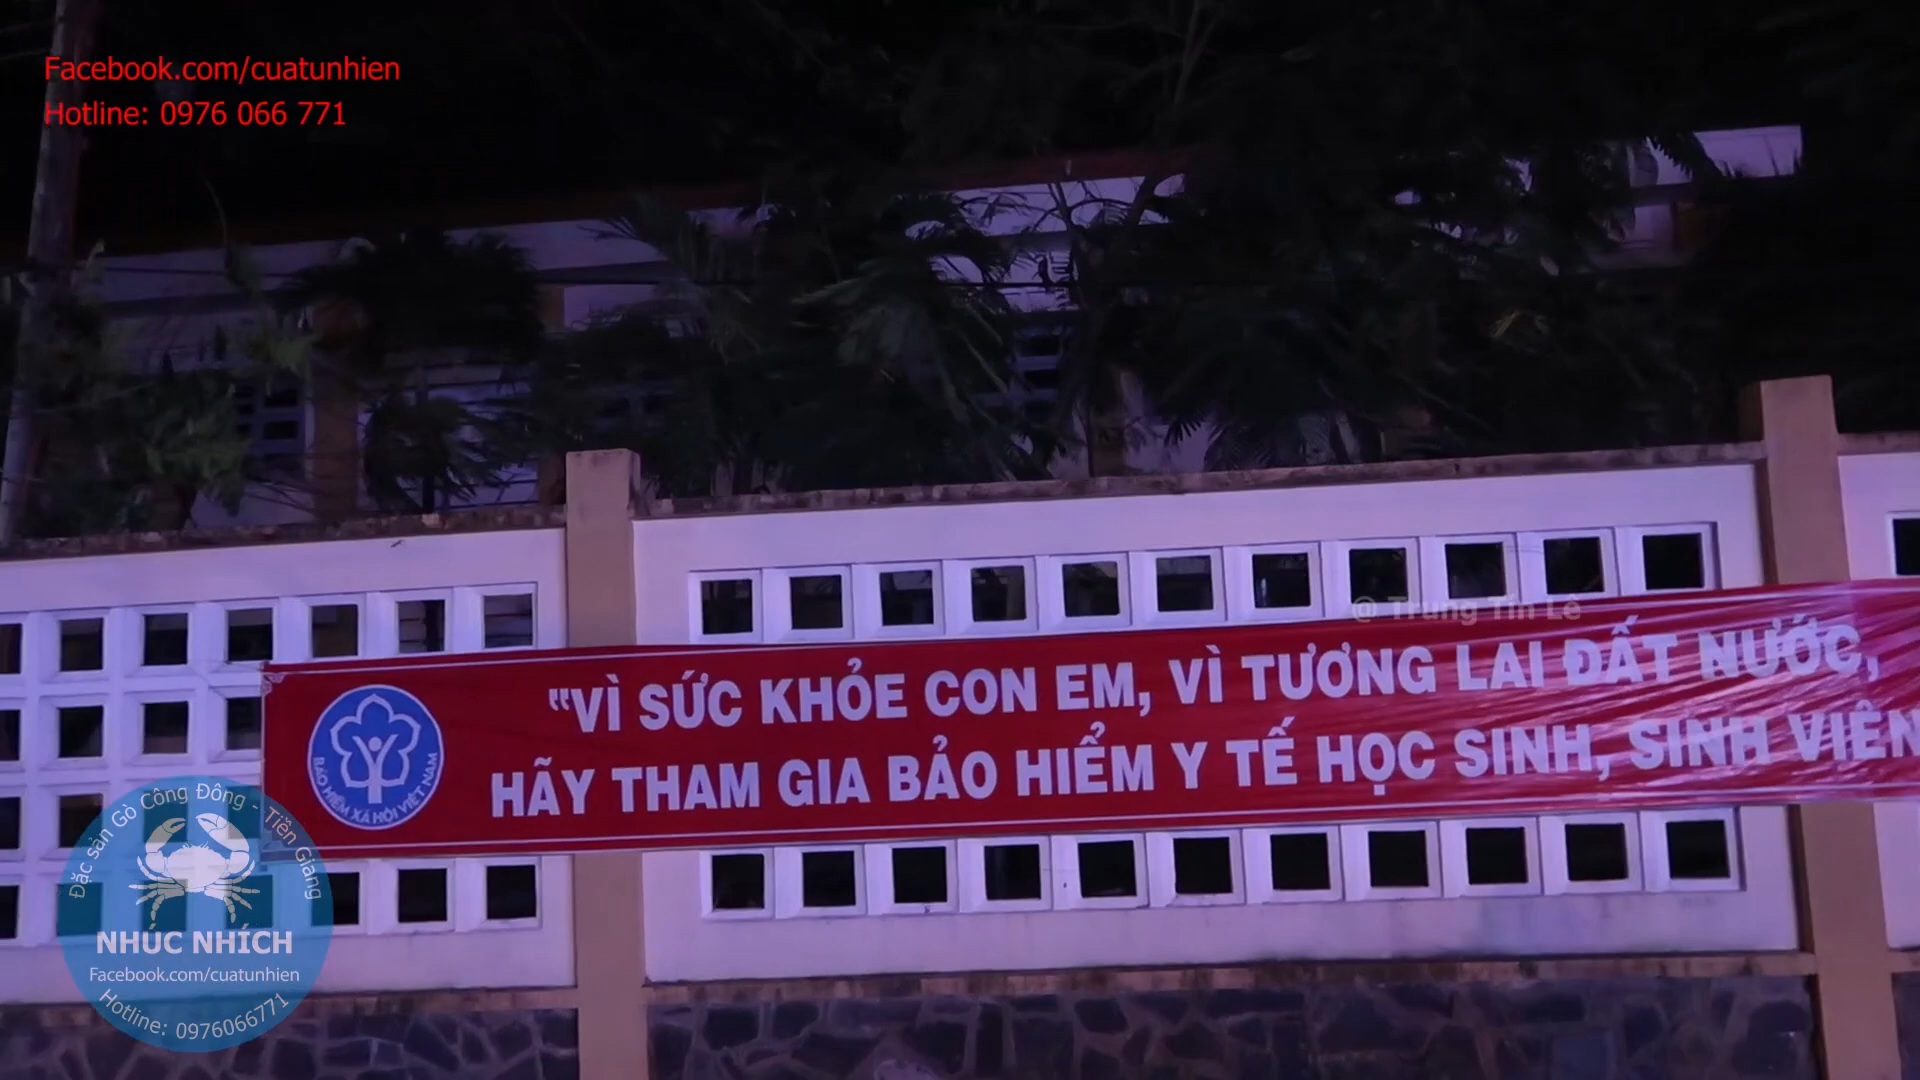 Facebook.com/cuatunhien
Hotline: 0976 066 771
@ Trung Tín Lê
"VÌ SỨC KHỎE CON EM, VÌ TƯƠNG LAI ĐẤT NƯỚC,
HÃY THAM GIA BẢO HIỂM Y TẾ HỌC SINH, SINH VIÊN
BẢO HIỂM XÃ HỘI VIỆT NAM
Đặc sản Gò Công Đông - Tiền Giang
NHÚC NHÍCH
Facebook.com/cuatunhien
Hotline: 0976066771